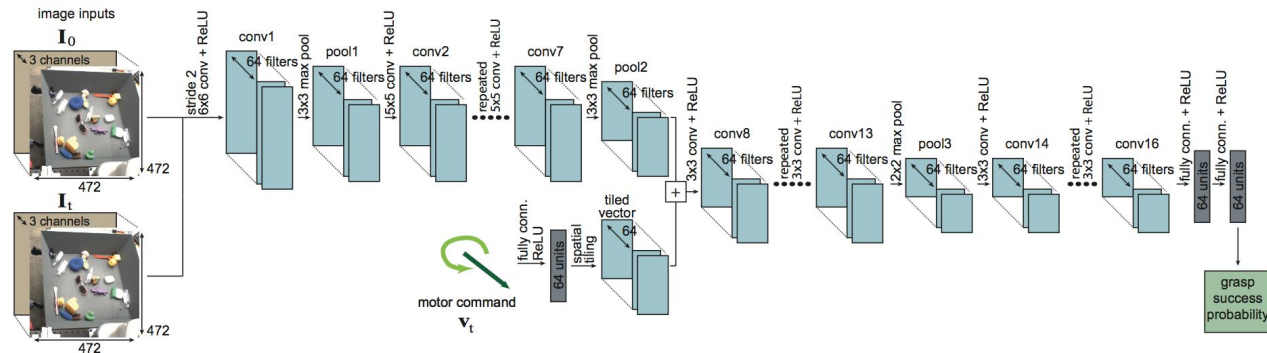 image inputs
I₀
3 channels
472
472
Iₜ
3 channels
472
472
stride 2
6x6 conv + ReLU
conv1
64 filters
3x3 max pool
pool1
64 filters
5x5 conv + ReLU
conv2
64 filters
repeated
5x5 conv + ReLU
conv7
64 filters
3x3 max pool
pool2
64 filters
motor command
vₜ
fully conn.
ReLU
64 units
spatial
tiling
tiled
vector
64
+
3x3 conv + ReLU
conv8
64 filters
repeated
3x3 conv + ReLU
conv13
64 filters
2x2 max pool
pool3
64 filters
3x3 conv + ReLU
conv14
64 filters
repeated
3x3 conv + ReLU
conv16
64 filters
fully conn. + ReLU
64 units
fully conn. + ReLU
64 units
grasp
success
probability